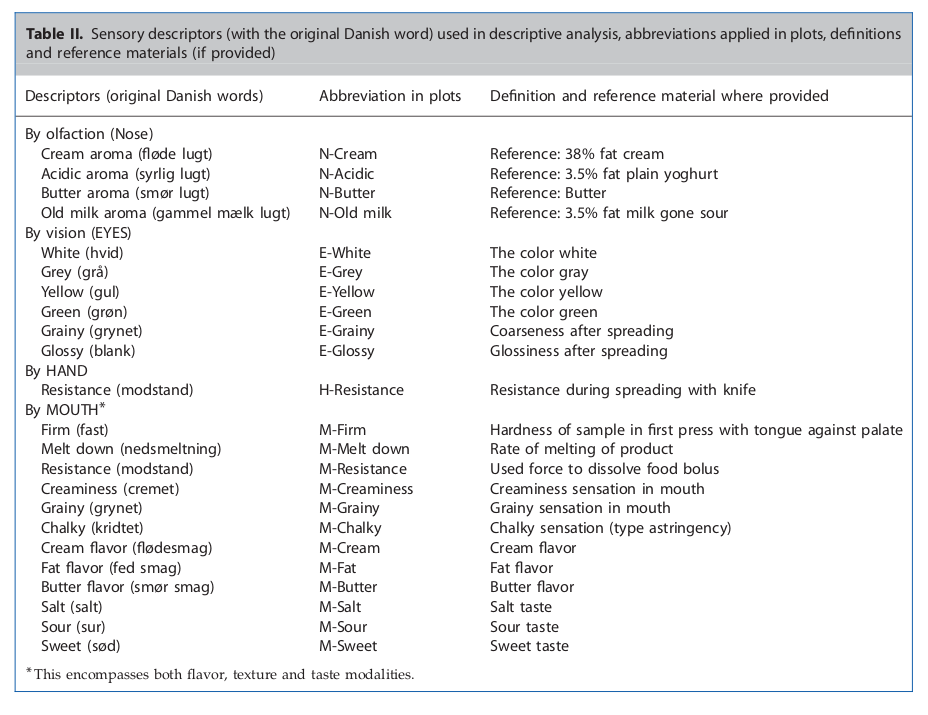 Table II. Sensory descriptors (with the original Danish word) used in descriptive analysis, abbreviations applied in plots, definitions
and reference materials (if provided)
Descriptors (original Danish words) Abbreviation in plots Definition and reference material where provided
By olfaction (Nose)
Cream aroma (fløde lugt) N-Cream Reference: 38% fat cream
Acidic aroma (syrlig lugt) N-Acidic Reference: 3.5% fat plain yoghurt
Butter aroma (smør lugt) N-Butter Reference: Butter
Old milk aroma (gammel mælk lugt) N-Old milk Reference: 3.5% fat milk gone sour
By vision (EYES)
White (hvid) E-White The color white
Grey (grå) E-Grey The color gray
Yellow (gul) E-Yellow The color yellow
Green (grøn) E-Green The color green
Grainy (grynet) E-Grainy Coarseness after spreading
Glossy (blank) E-Glossy Glossiness after spreading
By HAND
Resistance (modstand) H-Resistance Resistance during spreading with knife
By MOUTH*
Firm (fast) M-Firm Hardness of sample in first press with tongue against palate
Melt down (nedsmeltning) M-Melt down Rate of melting of product
Resistance (modstand) M-Resistance Used force to dissolve food bolus
Creaminess (cremet) M-Creaminess Creaminess sensation in mouth
Grainy (grynet) M-Grainy Grainy sensation in mouth
Chalky (kridtet) M-Chalky Chalky sensation (type astringency)
Cream flavor (flødesmag) M-Cream Cream flavor
Fat flavor (fed smag) M-Fat Fat flavor
Butter flavor (smør smag) M-Butter Butter flavor
Salt (salt) M-Salt Salt taste
Sour (sur) M-Sour Sour taste
Sweet (sød) M-Sweet Sweet taste
*This encompasses both flavor, texture and taste modalities.